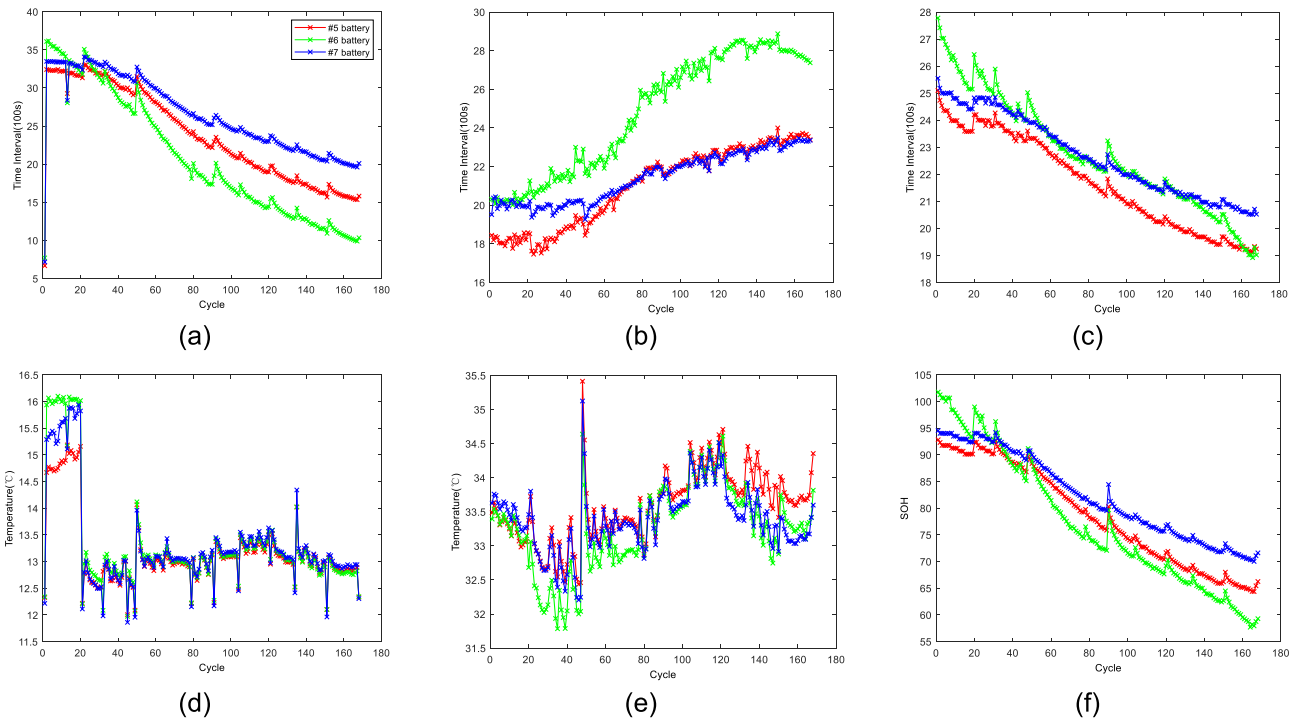 40
35
30
25
20
15
10
5
Time Interval(100s)
0 20 40 60 80 100 120 140 160 180
Cycle
#5 battery
#6 battery
#7 battery
(a)
30
28
26
24
22
20
18
16
Time Interval(100s)
0 20 40 60 80 100 120 140 160 180
Cycle
(b)
28
27
26
25
24
23
22
21
20
19
18
Time Interval(100s)
0 20 40 60 80 100 120 140 160 180
Cycle
(c)
16.5
16
15.5
15
14.5
14
13.5
13
12.5
12
11.5
Temperature(℃)
0 20 40 60 80 100 120 140 160 180
Cycle
(d)
35.5
35
34.5
34
33.5
33
32.5
32
31.5
Temperature(℃)
0 20 40 60 80 100 120 140 160 180
Cycle
(e)
105
100
95
90
85
80
75
70
65
60
55
SOH
0 20 40 60 80 100 120 140 160 180
Cycle
(f)